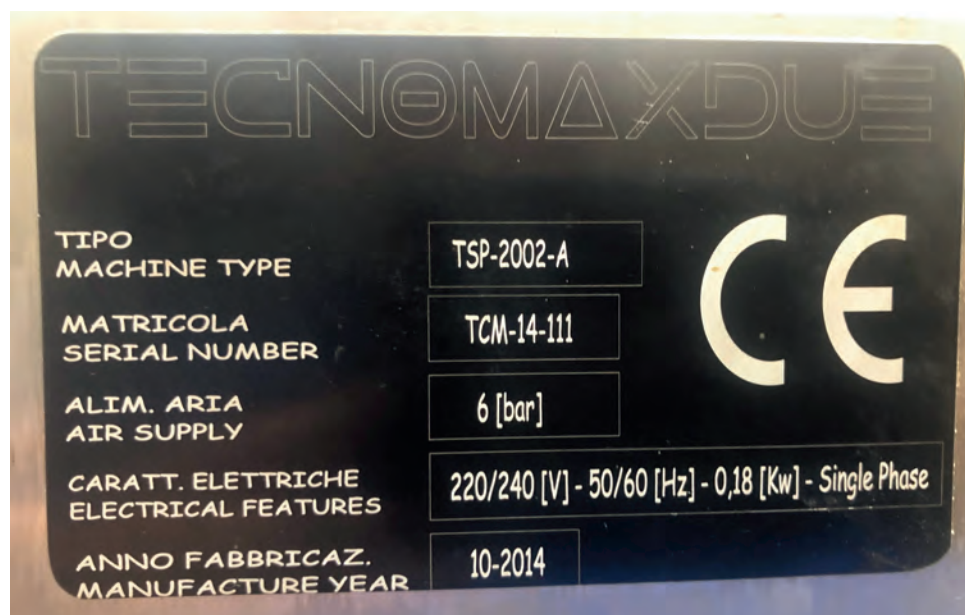 TECNOMAXDUE
TIPO
MACHINE TYPE
TSP-2002-A
MATRICOLA
SERIAL NUMBER
TCM-14-111
ALIM. ARIA
AIR SUPPLY
6 [bar]
CARATT. ELETTRICHE
ELECTRICAL FEATURES
220/240 [V] - 50/60 [Hz] - 0,18 [Kw] - Single Phase
ANNO FABBRICAZ.
MANUFACTURE YEAR
10-2014
CE